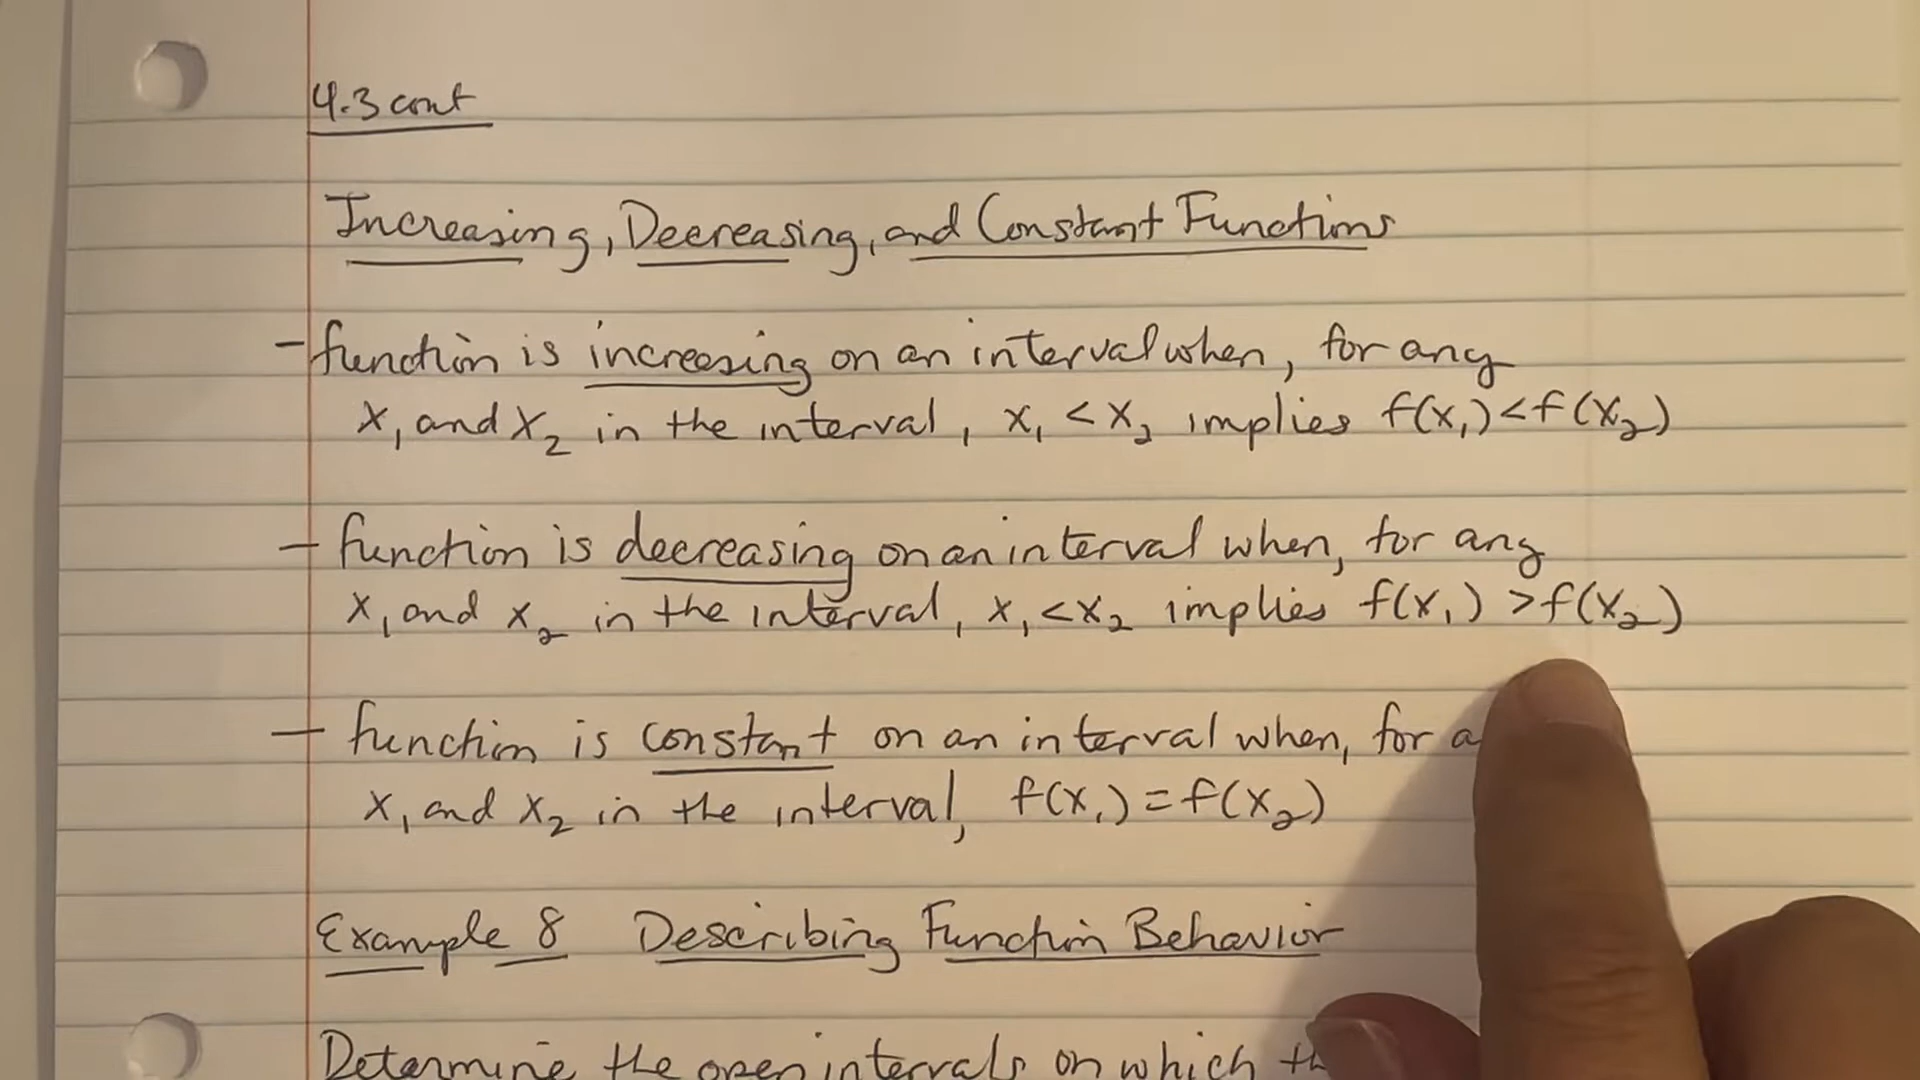 4.3 cont
Increasing, Decreasing, and Constant Functions
- function is increasing on an interval when, for any
x₁ and x₂ in the interval, x₁ < x₂ implies f(x₁) < f(x₂)
- function is decreasing on an interval when, for any
x₁ and x₂ in the interval, x₁ < x₂ implies f(x₁) > f(x₂)
- function is constant on an interval when, for
x₁ and x₂ in the interval, f(x₁) = f(x₂)
Example 8 Describing Function Behavior
Determine the open intervals on which